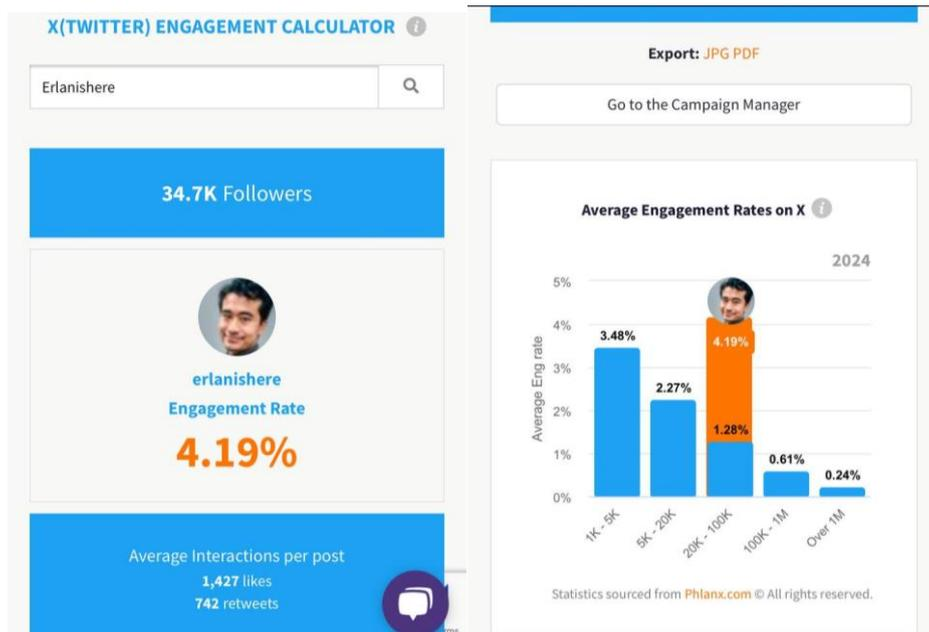 X(TWITTER) ENGAGEMENT CALCULATOR i
Erlanishere
34.7K Followers
erlanishere
Engagement Rate
4.19%
Average Interactions per post
1,427 likes
742 retweets
Export: JPG PDF
Go to the Campaign Manager
Average Engagement Rates on X i
2024
Average Eng rate
5%
4%
3%
2%
1%
0%
3.48%
2.27%
4.19%
1.28%
0.61%
0.24%
1K - 5K
5K - 20K
20K - 100K
100K - 1M
Over 1M
Statistics sourced from Phlanx.com © All rights reserved.